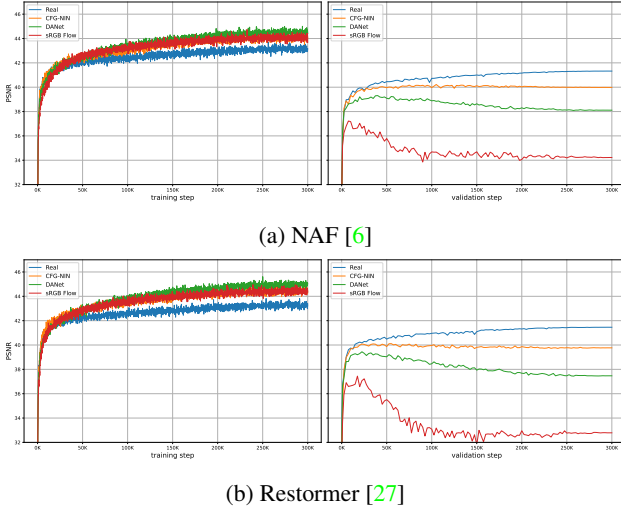 46
44
42
40
38
36
34
32
PSNR
Real
CFG-NIN
DANet
sRGB Flow
0K 50K 100K 150K 200K 250K 300K
training step
Real
CFG-NIN
DANet
sRGB Flow
0K 50K 100K 150K 200K 250K 300K
validation step
(a) NAF [6]
46
44
42
40
38
36
34
32
PSNR
Real
CFG-NIN
DANet
sRGB Flow
0K 50K 100K 150K 200K 250K 300K
training step
Real
CFG-NIN
DANet
sRGB Flow
0K 50K 100K 150K 200K 250K 300K
validation step
(b) Restormer [27]